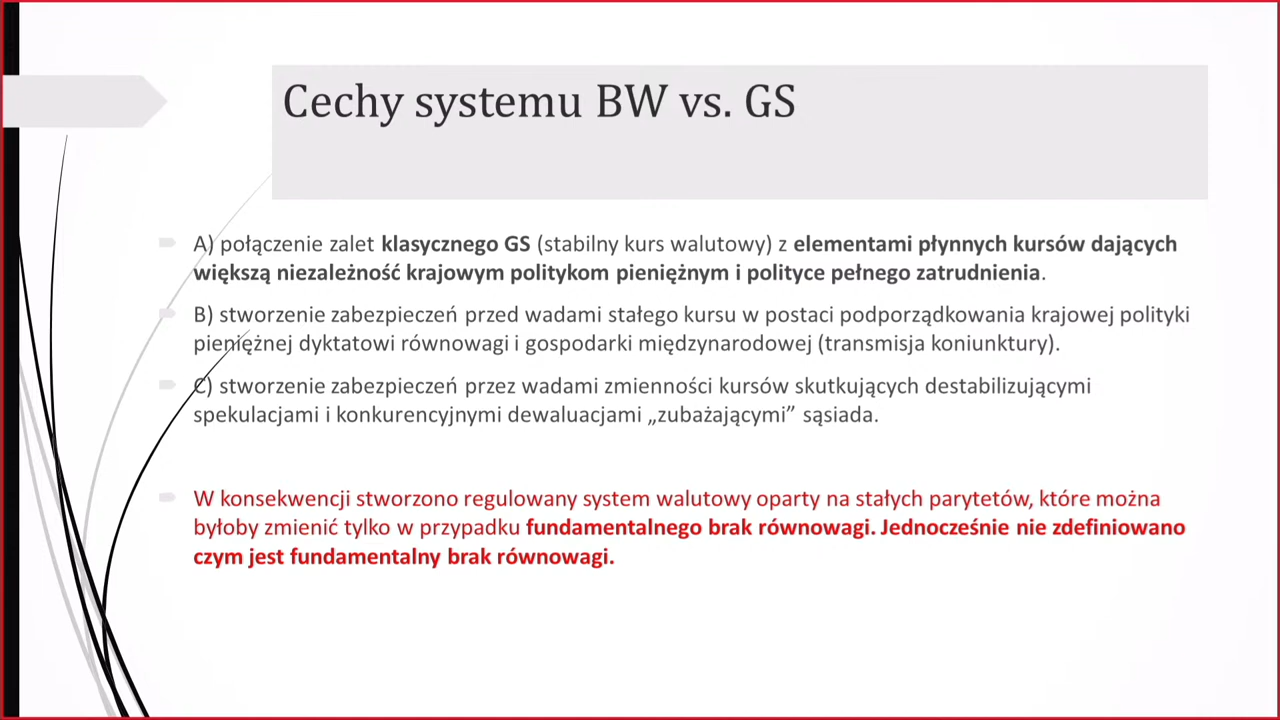 Cechy systemu BW vs. GS
A) połączenie zalet klasycznego GS (stabilny kurs walutowy) z elementami płynnych kursów dających
większą niezależność krajowym politykom pieniężnym i polityce pełnego zatrudnienia.
B) stworzenie zabezpieczeń przed wadami stałego kursu w postaci podporządkowania krajowej polityki
pieniężnej dyktatowi równowagi i gospodarki międzynarodowej (transmisja koniunktury).
C) stworzenie zabezpieczeń przez wadami zmienności kursów skutkujących destabilizującymi
spekulacjami i konkurencyjnymi dewaluacjami „zubażającymi” sąsiada.
W konsekwencji stworzono regulowany system walutowy oparty na stałych parytetów, które można
byłoby zmienić tylko w przypadku fundamentalnego brak równowagi. Jednocześnie nie zdefiniowano
czym jest fundamentalny brak równowagi.